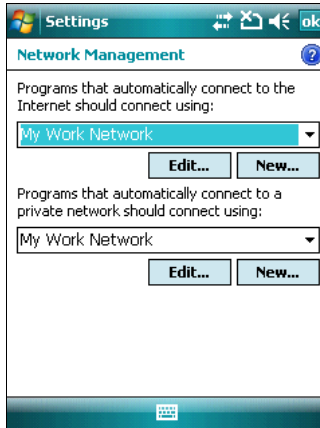 Settings
ok
Network Management
?
Programs that automatically connect to the
Internet should connect using:
My Work Network
Edit... New...
Programs that automatically connect to a
private network should connect using:
My Work Network
Edit... New...